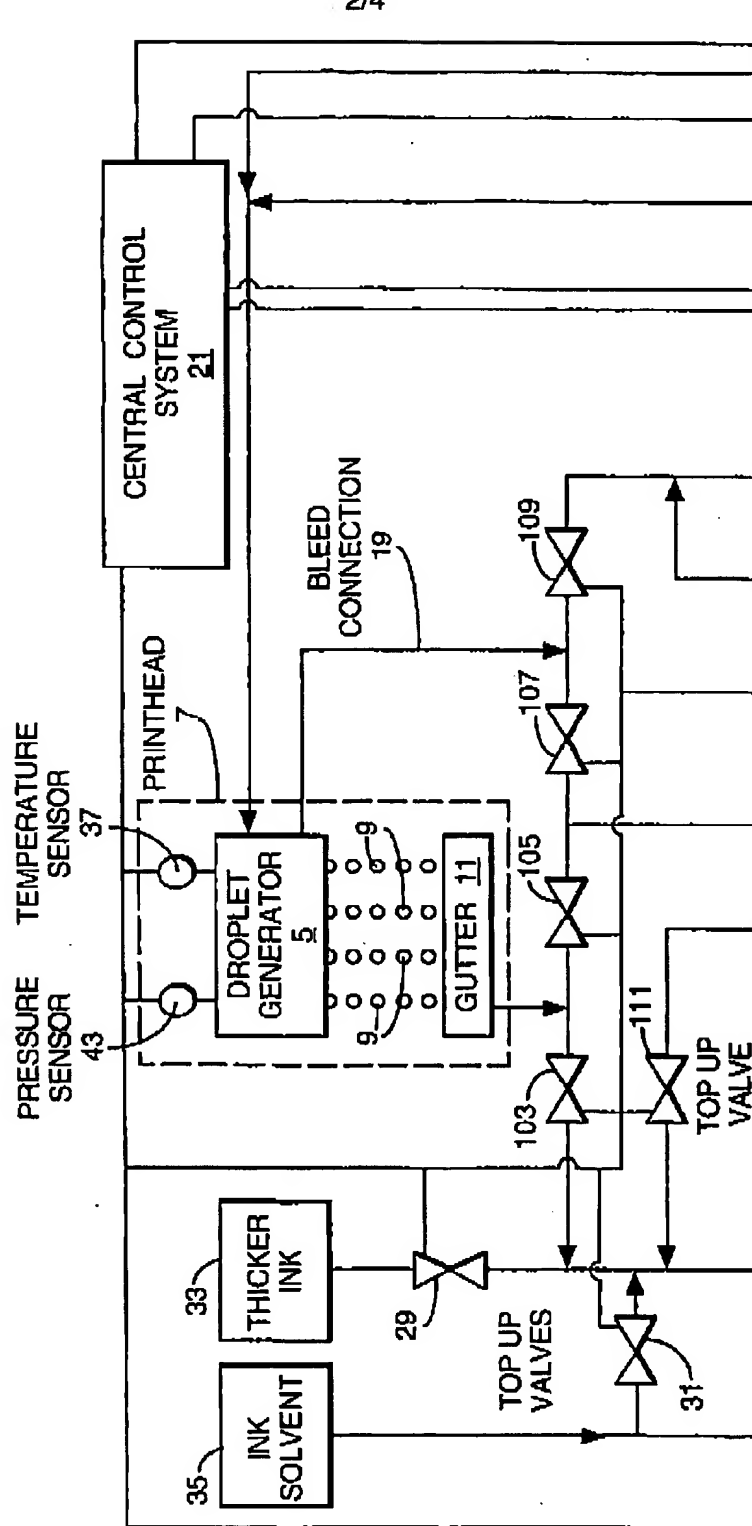 2/4
PRESSURE
SENSOR
43
TEMPERATURE
SENSOR
37
PRINTHEAD
7
CENTRAL CONTROL
SYSTEM
21
35
INK
SOLVENT
33
THICKER
INK
DROPLET
GENERATOR
5
9
9
9
GUTTER 11
BLEED
CONNECTION
19
29
TOP UP
VALVES
31
103
105
107
109
111
TOP UP
VALVE